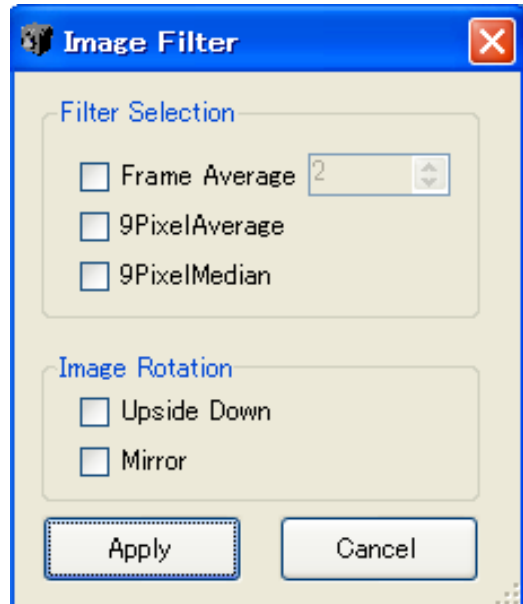 Image Filter
Filter Selection
Frame Average 2
9PixelAverage
9PixelMedian
Image Rotation
Upside Down
Mirror
Apply Cancel